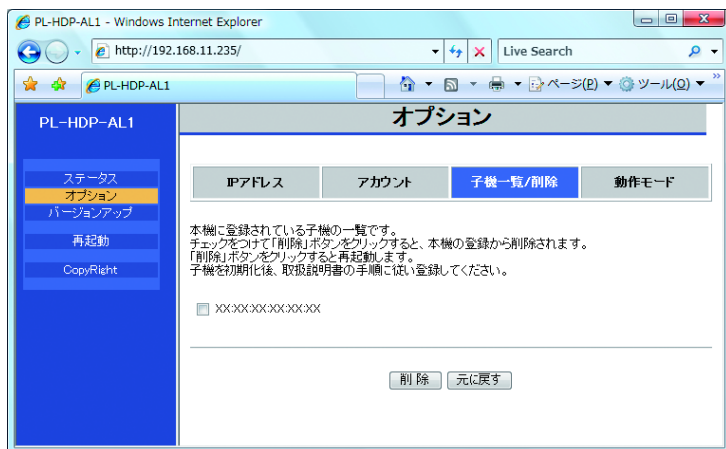 PL-HDP-AL1 - Windows Internet Explorer
http://192.168.11.235/
Live Search
PL-HDP-AL1
ページ(P)
ツール(O)
PL-HDP-AL1
ステータス
オプション
バージョンアップ
再起動
CopyRight
オプション
IPアドレス
アカウント
子機一覧/削除
動作モード
本機に登録されている子機の一覧です。
チェックをつけて「削除」ボタンをクリックすると、本機の登録から削除されます。
「削除」ボタンをクリックすると再起動します。
子機を初期化後、取扱説明書の手順に従い登録してください。
XX:XX:XX:XX:XX:XX
削除
元に戻す